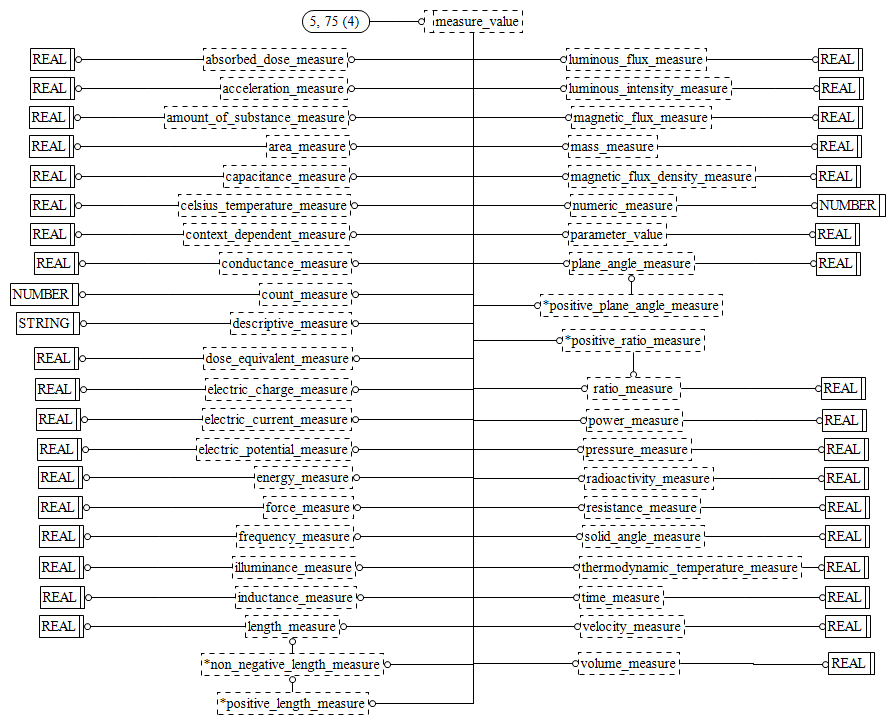 5, 75 (4) measure_value
REAL absorbed_dose_measure luminous_flux_measure REAL
REAL acceleration_measure luminous_intensity_measure REAL
REAL amount_of_substance_measure magnetic_flux_measure REAL
REAL area_measure mass_measure REAL
REAL capacitance_measure magnetic_flux_density_measure REAL
REAL celsius_temperature_measure numeric_measure NUMBER
REAL context_dependent_measure parameter_value REAL
REAL conductance_measure plane_angle_measure REAL
NUMBER count_measure *positive_plane_angle_measure
STRING descriptive_measure *positive_ratio_measure
REAL dose_equivalent_measure
REAL electric_charge_measure ratio_measure REAL
REAL electric_current_measure power_measure REAL
REAL electric_potential_measure pressure_measure REAL
REAL energy_measure radioactivity_measure REAL
REAL force_measure resistance_measure REAL
REAL frequency_measure solid_angle_measure REAL
REAL illuminance_measure thermodynamic_temperature_measure REAL
REAL inductance_measure time_measure REAL
REAL length_measure velocity_measure REAL
*non_negative_length_measure volume_measure REAL
*positive_length_measure